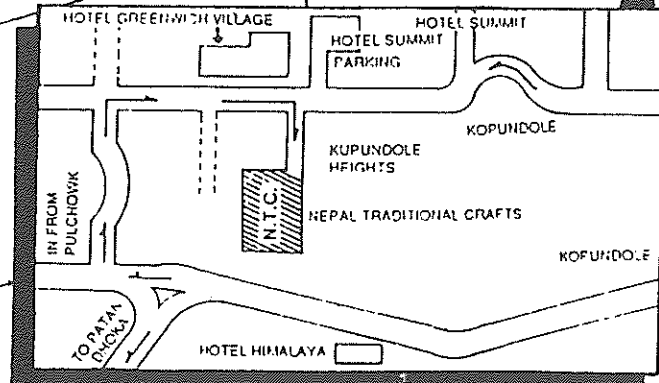 HOTEL GREENWICH VILLAGE
HOTEL SUMMIT
HOTEL SUMMIT
PARKING
KOPUNDOLE
KUPUNDOLE
HEIGHTS
IN FROM
PULCHOWK
N.T.C.
NEPAL TRADITIONAL CRAFTS
KOPUNDOLE
TO PATAN
DHOKA
HOTEL HIMALAYA